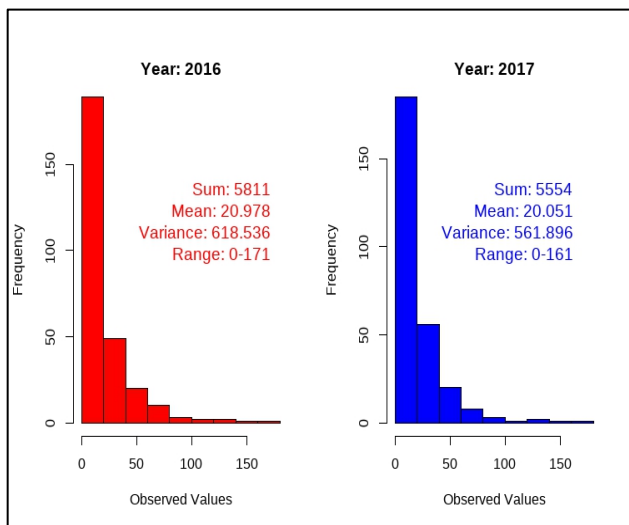 Year: 2016
Sum: 5811
Mean: 20.978
Variance: 618.536
Range: 0-171
Frequency
0
50
100
150
0
50
100
150
Observed Values
Year: 2017
Sum: 5554
Mean: 20.051
Variance: 561.896
Range: 0-161
Frequency
0
50
100
150
0
50
100
150
Observed Values